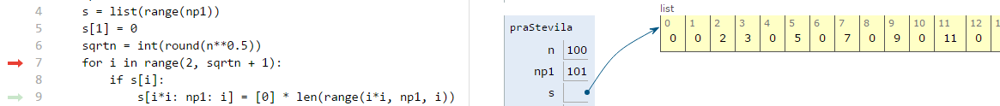 4 s = list(range(np1))
5 s[1] = 0
6 sqrtn = int(round(n**0.5))
7 for i in range(2, sqrtn + 1):
8 if s[i]:
9 s[i*i: np1: i] = [0] * len(range(i*i, np1, i))
praStevila
n 100
np1 101
s
list
0 1 2 3 4 5 6 7 8 9 10 11 12 1
0 0 2 3 0 5 0 7 0 9 0 11 0